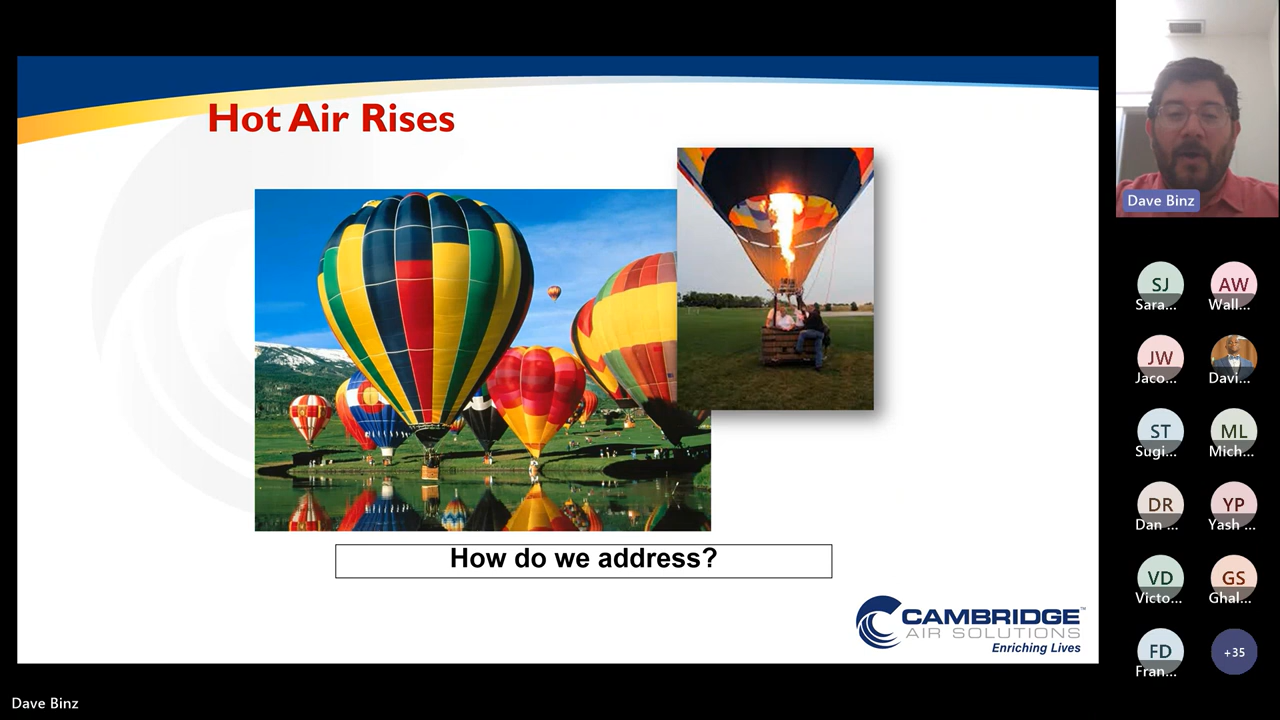 Hot Air Rises
How do we address?
CAMBRIDGE™
AIR SOLUTIONS
Enriching Lives
Dave Binz
SJ
Sara...
AW
Wall...
JW
Jaco...
Davi...
ST
Sugi...
ML
Mich...
DR
Dan ...
YP
Yash ...
VD
Victo...
GS
Ghal...
FD
Fran...
+35
Dave Binz